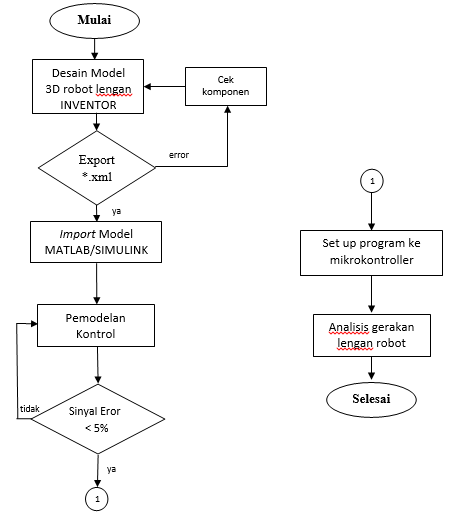 Mulai
Desain Model
3D robot lengan
INVENTOR
Cek
komponen
Export
*.xml
error
ya
Import Model
MATLAB/SIMULINK
Pemodelan
Kontrol
tidak
Sinyal Eror
< 5%
ya
1
1
Set up program ke
mikrokontroller
Analisis gerakan
lengan robot
Selesai